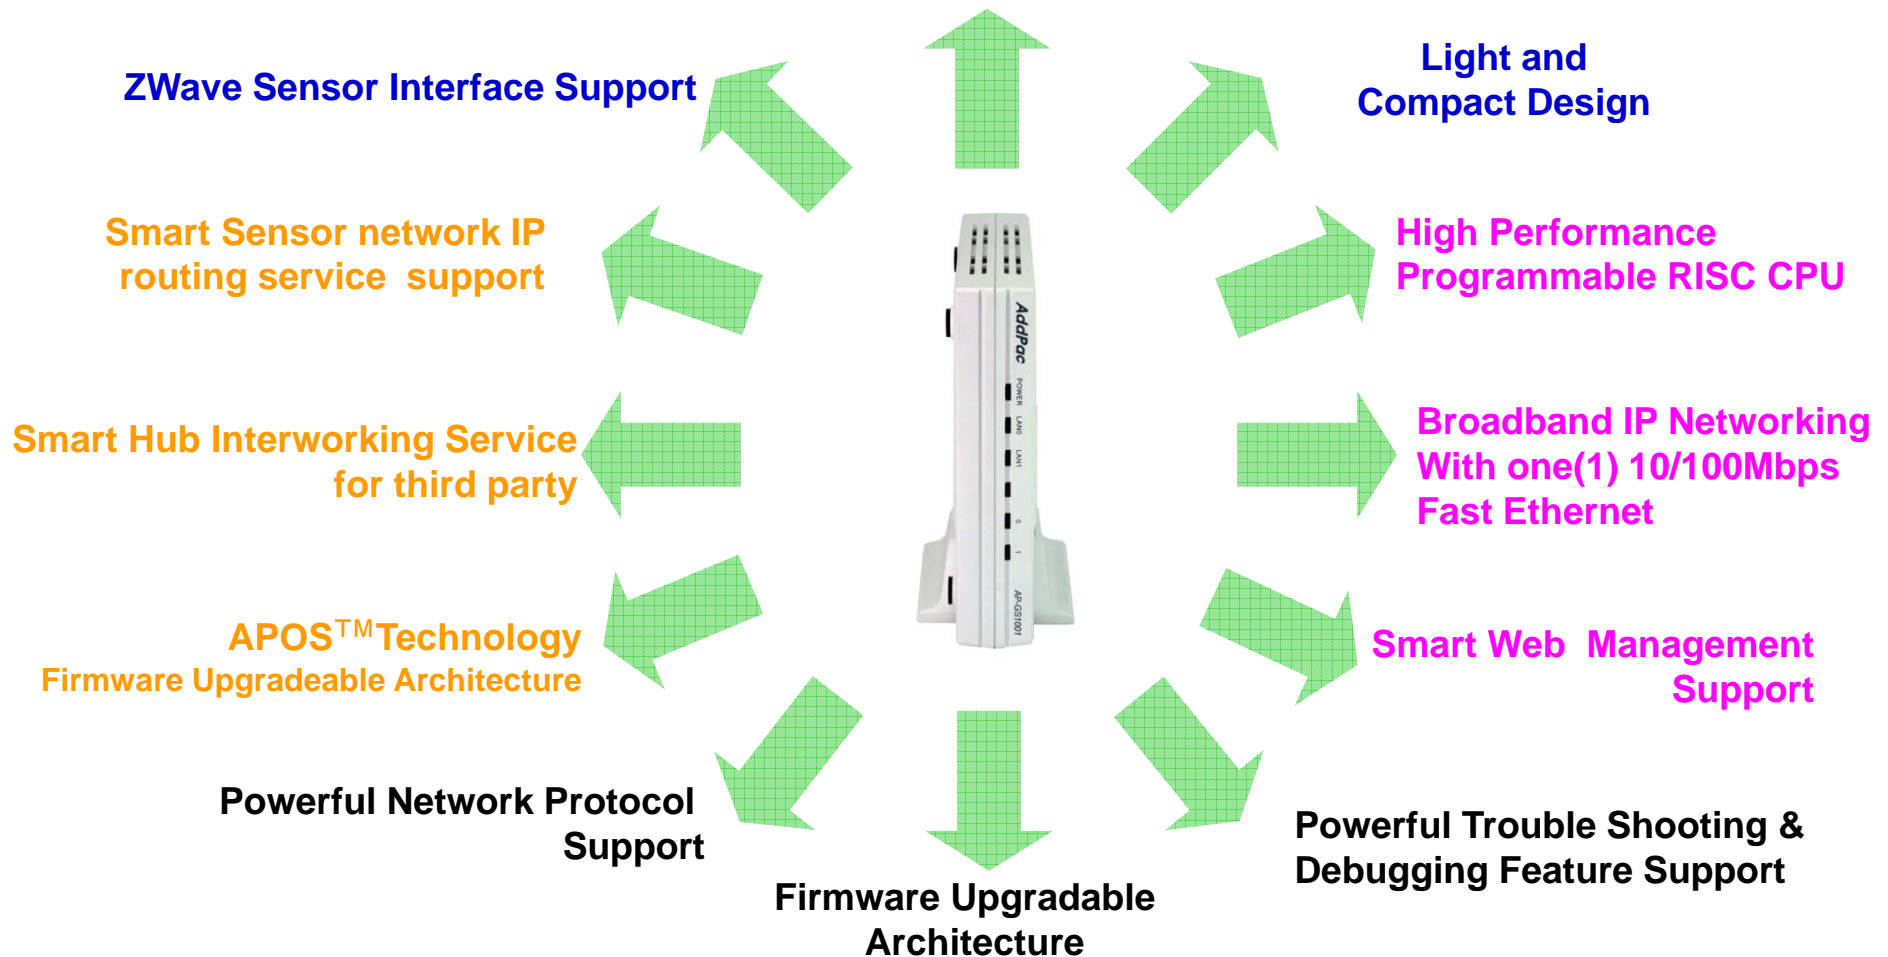 ZWave Sensor Interface Support
Light and
Compact Design
Smart Sensor network IP
routing service  support
High Performance
Programmable RISC CPU
Smart Hub Interworking Service
for third party
Broadband IP Networking
With one(1) 10/100Mbps
Fast Ethernet
APOS™Technology
Firmware Upgradeable Architecture
Smart Web  Management
Support
Powerful Network Protocol
Support
Powerful Trouble Shooting &
Debugging Feature Support
Firmware Upgradable
Architecture
AddPac
POWER
LAN0
LAN1
0
1
AP-GS1001